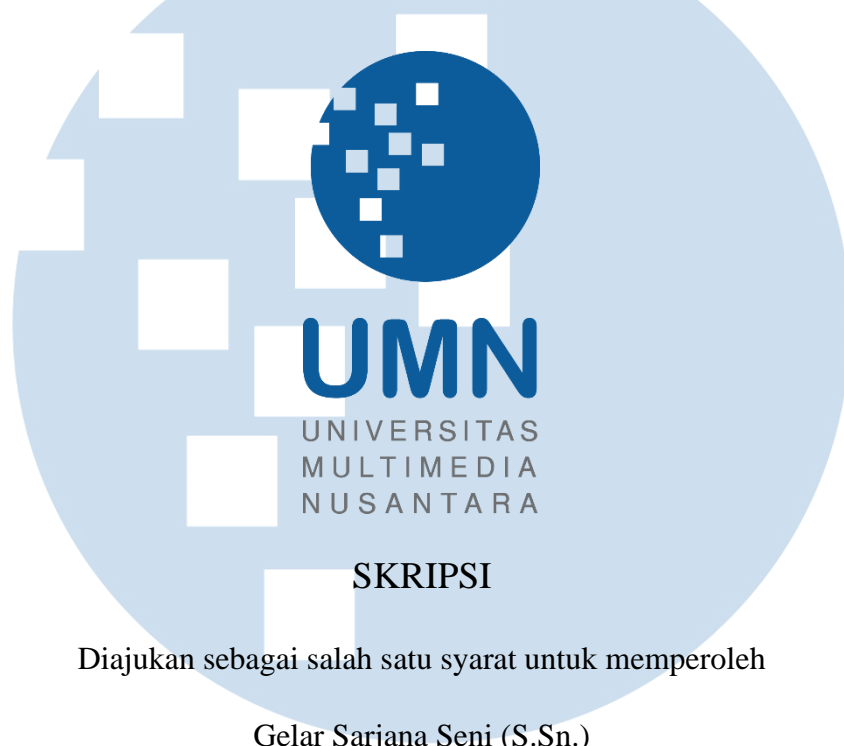 UMN
UNIVERSITAS
MULTIMEDIA
NUSANTARA
SKRIPSI
Diajukan sebagai salah satu syarat untuk memperoleh
Gelar Sarjana Seni (S.Sn.)